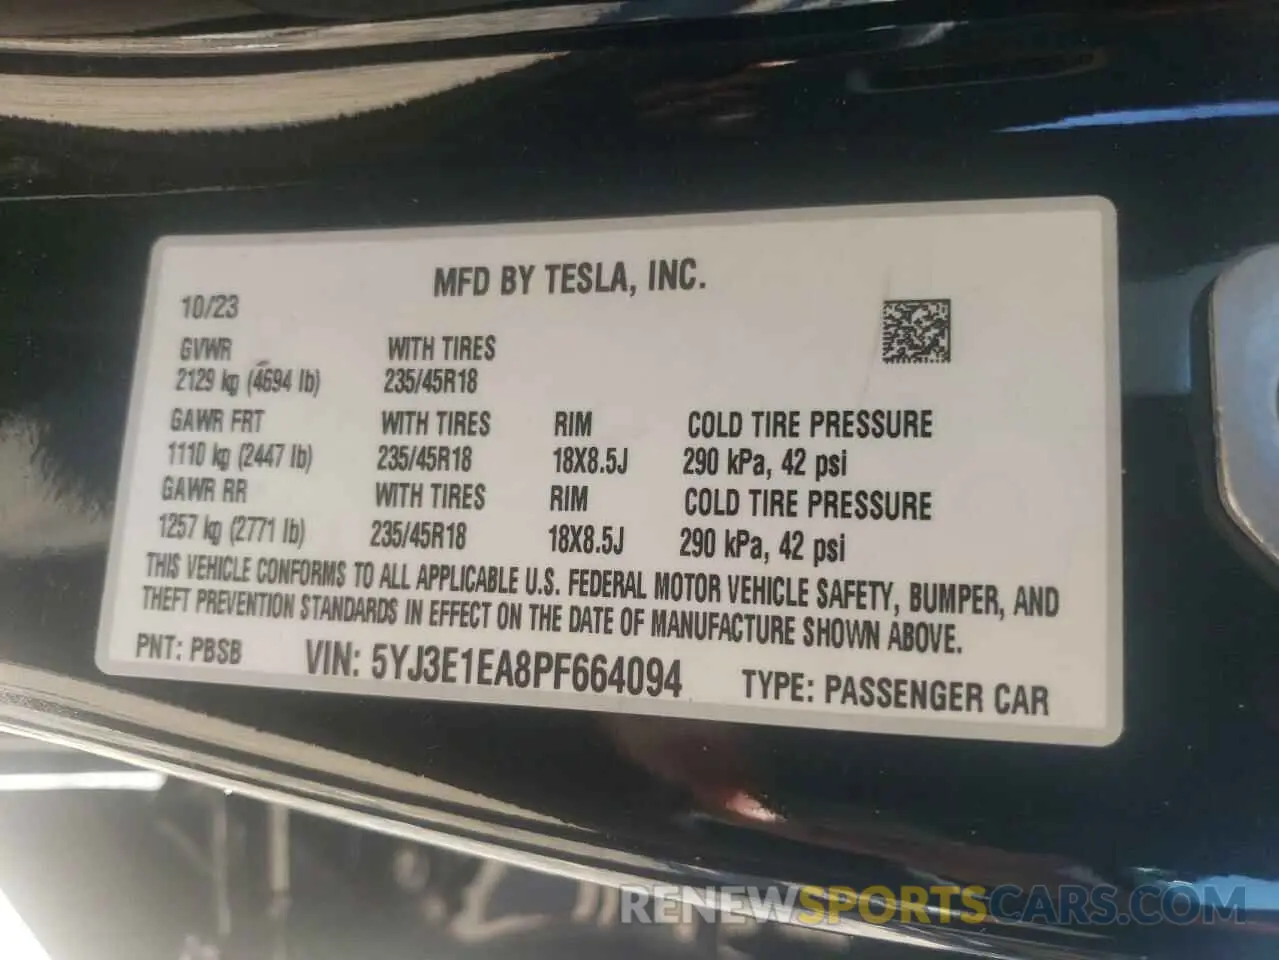 MFD BY TESLA, INC.
10/23
GVWR WITH TIRES
2129 kg (4694 lb) 235/45R18
GAWR FRT WITH TIRES RIM COLD TIRE PRESSURE
1110 kg (2447 lb) 235/45R18 18X8.5J 290 kPa, 42 psi
GAWR RR WITH TIRES RIM COLD TIRE PRESSURE
1257 kg (2771 lb) 235/45R18 18X8.5J 290 kPa, 42 psi
THIS VEHICLE CONFORMS TO ALL APPLICABLE U.S. FEDERAL MOTOR VEHICLE SAFETY, BUMPER, AND
THEFT PREVENTION STANDARDS IN EFFECT ON THE DATE OF MANUFACTURE SHOWN ABOVE.
PNT: PBSB VIN: 5YJ3E1EA8PF664094 TYPE: PASSENGER CAR
RENEWSPORTSCARS.COM